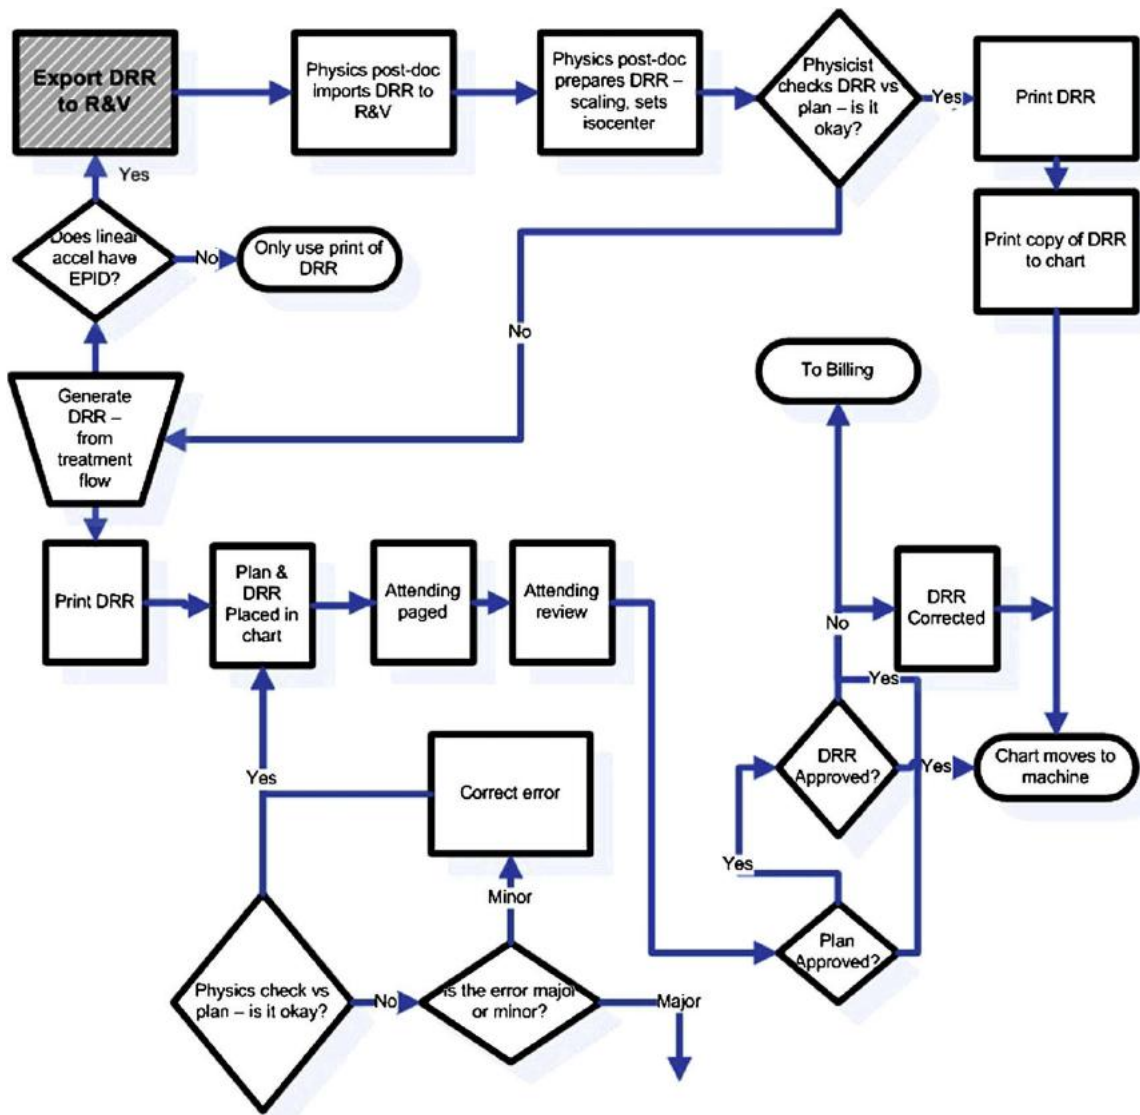 Export DRR
to R&V
Physics post-doc
imports DRR to
R&V
Physics post-doc
prepares DRR –
scaling, sets
isocenter
Physicist
checks DRR vs
plan – is it
okay?
Yes
Print DRR
Yes
Does linear
accel have
EPID?
No
Only use print of
DRR
Print copy of DRR
to chart
No
To Billing
Generate
DRR –
from
treatment
flow
Print DRR
Plan &
DRR
Placed in
chart
Attending
paged
Attending
review
DRR
Corrected
No
Yes
DRR
Approved?
Yes
Chart moves to
machine
Yes
Correct error
Yes
Minor
Plan
Approved?
Physics check vs
plan – is it okay?
No
is the error major
or minor?
Major